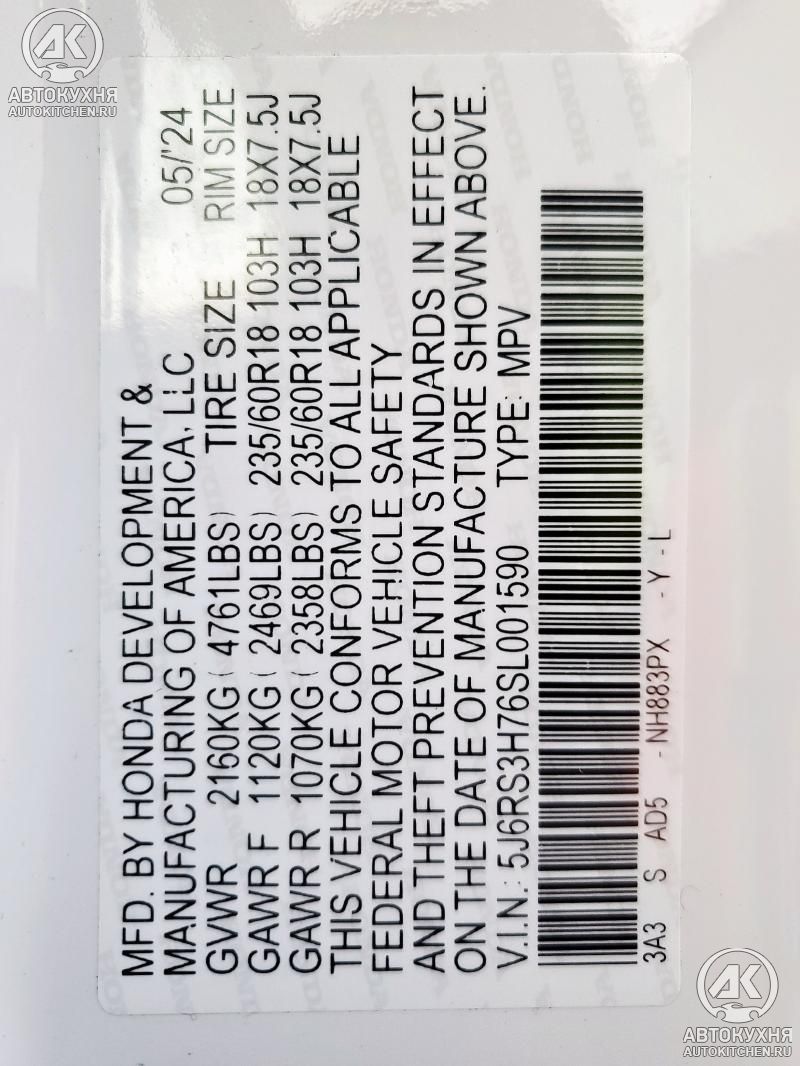 АВТОКУХНЯ
AUTOKITCHEN.RU
MFD. BY HONDA DEVELOPMENT &
MANUFACTURING OF AMERICA, LLC 05/'24
GVWR 2160KG ( 4761LBS) TIRE SIZE RIM SIZE
GAWR F 1120KG ( 2469LBS) 235/60R18 103H 18X7.5J
GAWR R 1070KG ( 2358LBS) 235/60R18 103H 18X7.5J
THIS VEHICLE CONFORMS TO ALL APPLICABLE
FEDERAL MOTOR VEHICLE SAFETY
AND THEFT PREVENTION STANDARDS IN EFFECT
ON THE DATE OF MANUFACTURE SHOWN ABOVE.
V.I.N.: 5J6RS3H76SL001590 TYPE: MPV
3A3 S AD5 - NH883PX - Y - L
АВТОКУХНЯ
AUTOKITCHEN.RU